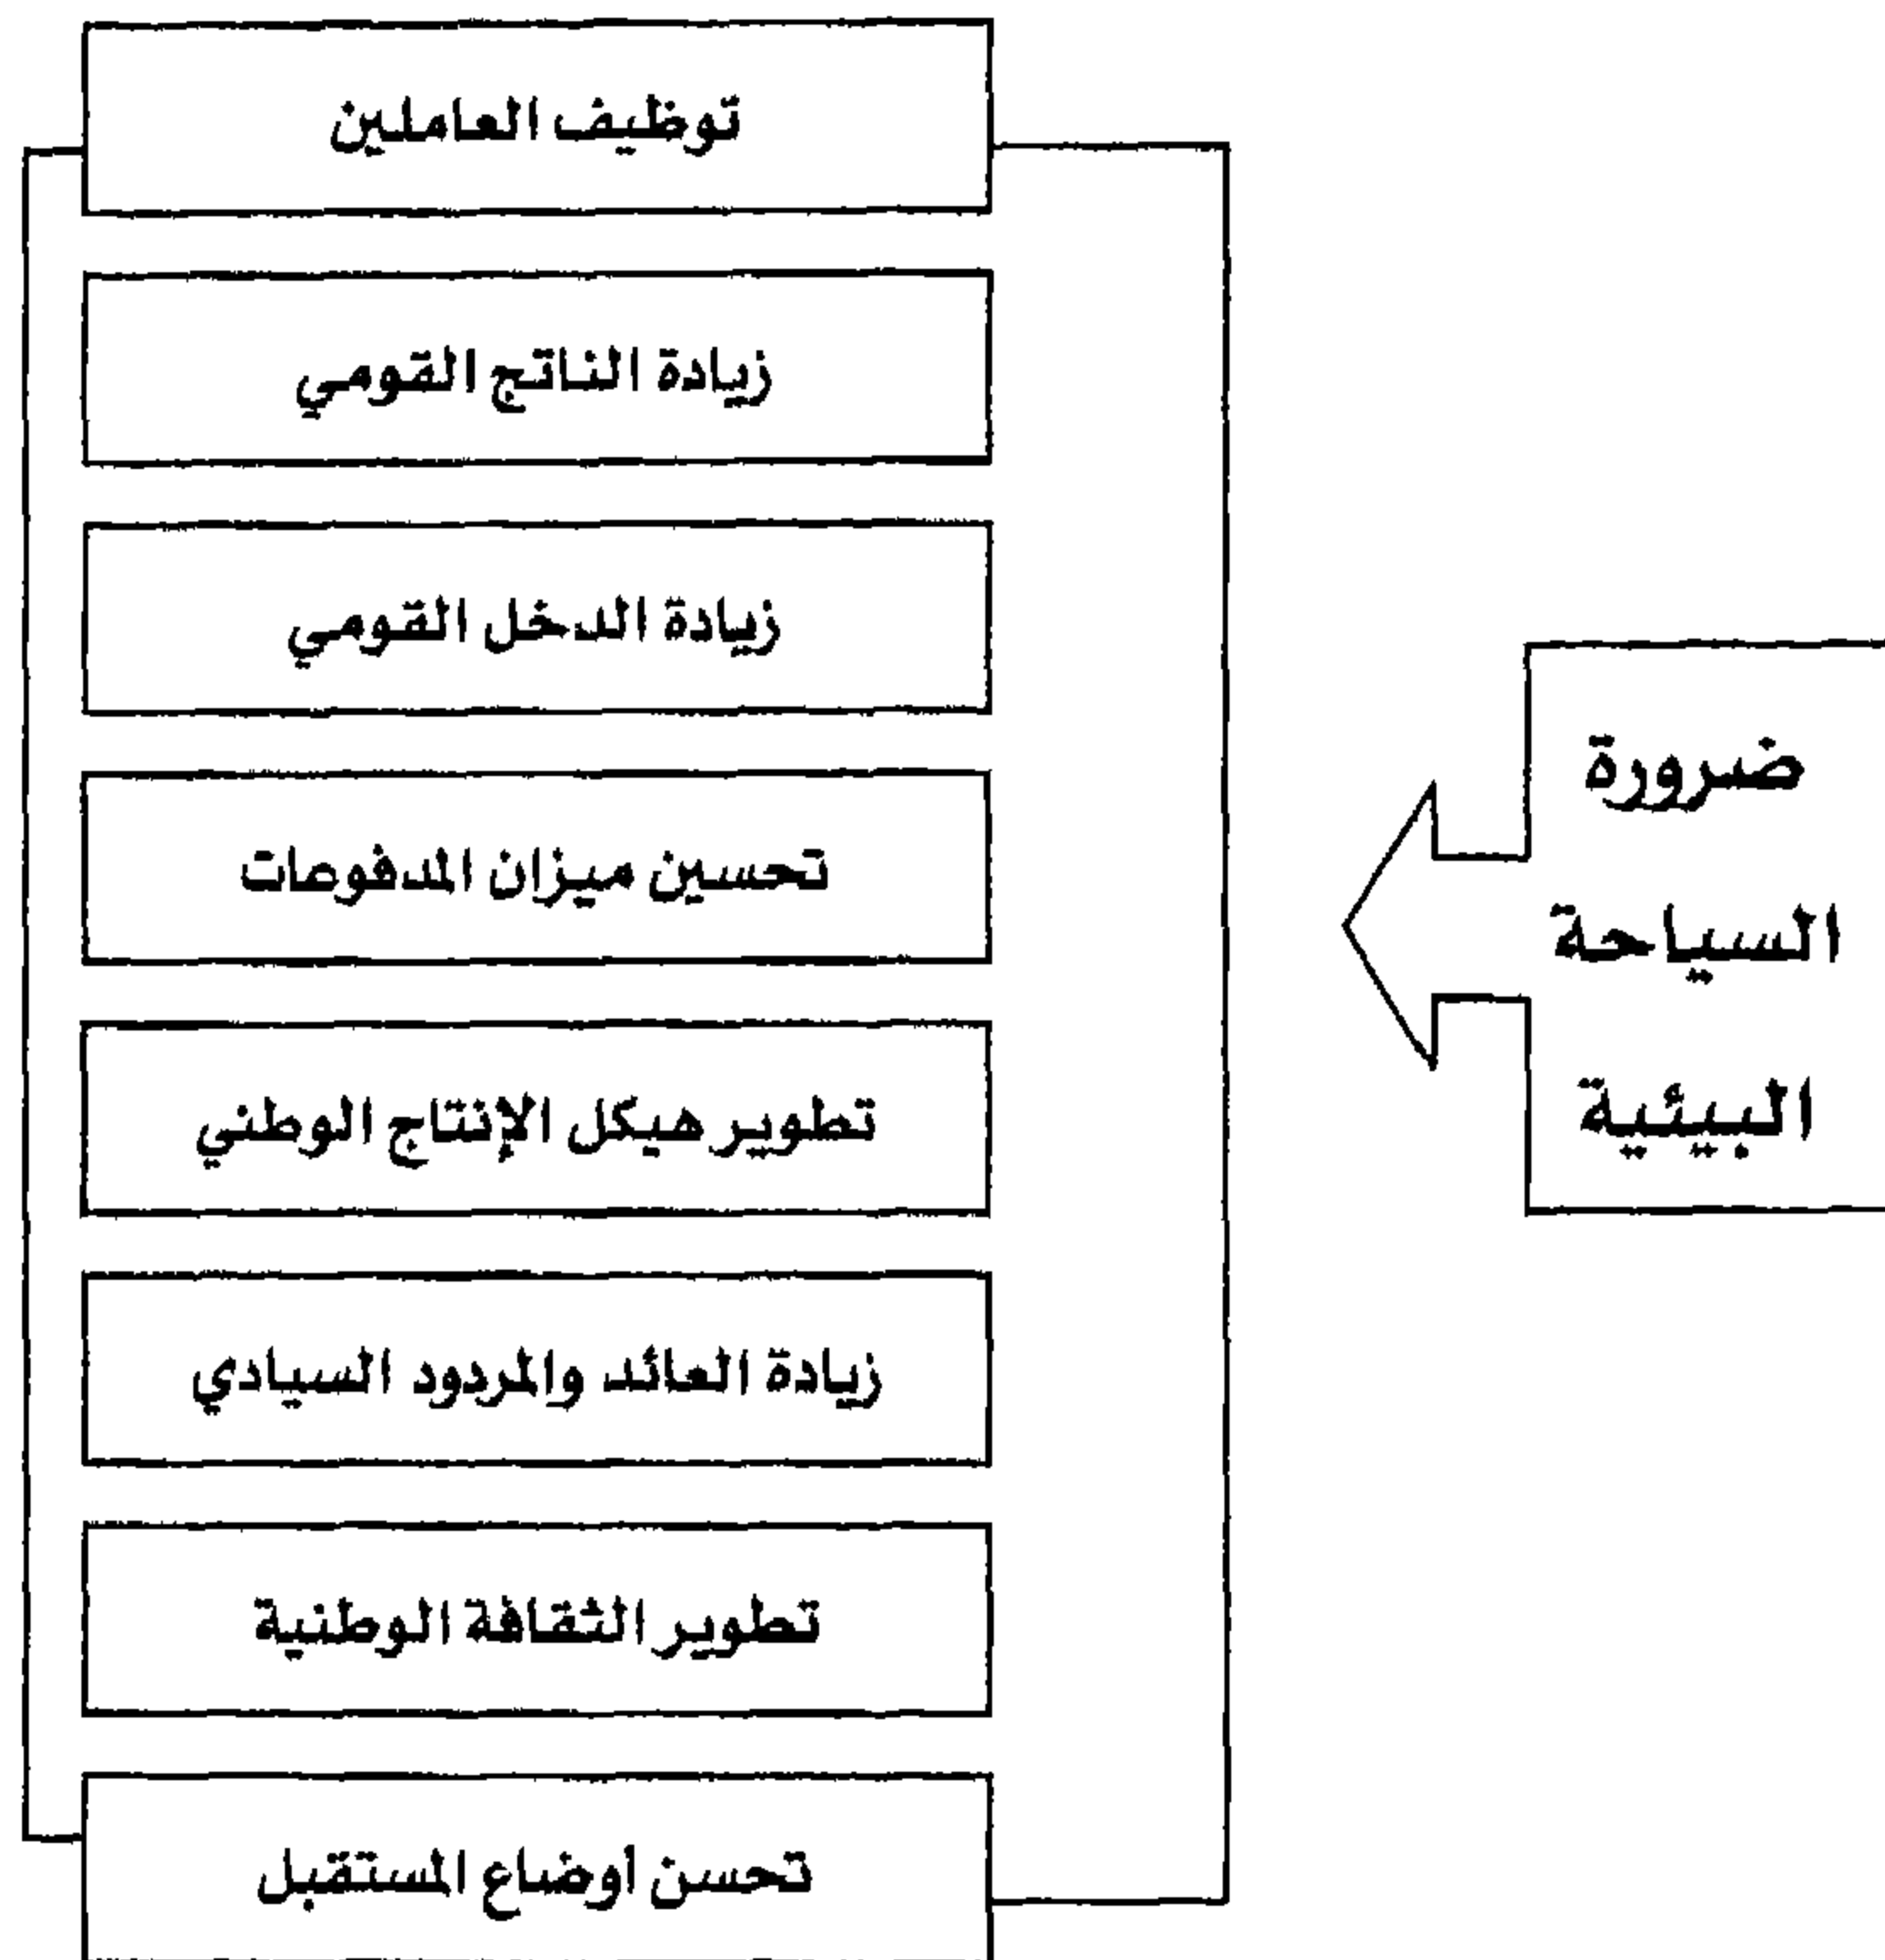 ضرورة
السياحة
البيئية
توظيف العاملين
زيادة الناتج القومي
زيادة الدخل القومي
تحسين ميزان المدفوعات
تطوير هيكل الإنتاج الوطني
زيادة العائد والمردود السيادي
تطوير الثقافة الوطنية
تحسن أوضاع المستقبل